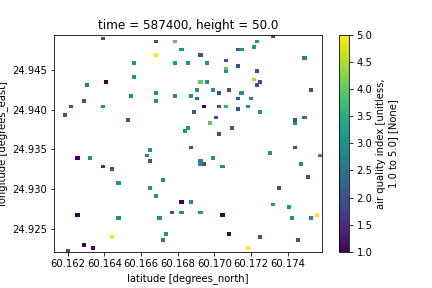 time = 587400, height = 50.0
24.945
24.940
24.935
24.930
24.925
longitude [degrees_east]
60.162 60.164 60.166 60.168 60.170 60.172 60.174
latitude [degrees_north]
5.0
4.5
4.0
3.5
3.0
2.5
2.0
1.5
1.0
air quality index [unitless,
1.0 to 5.0] [None]